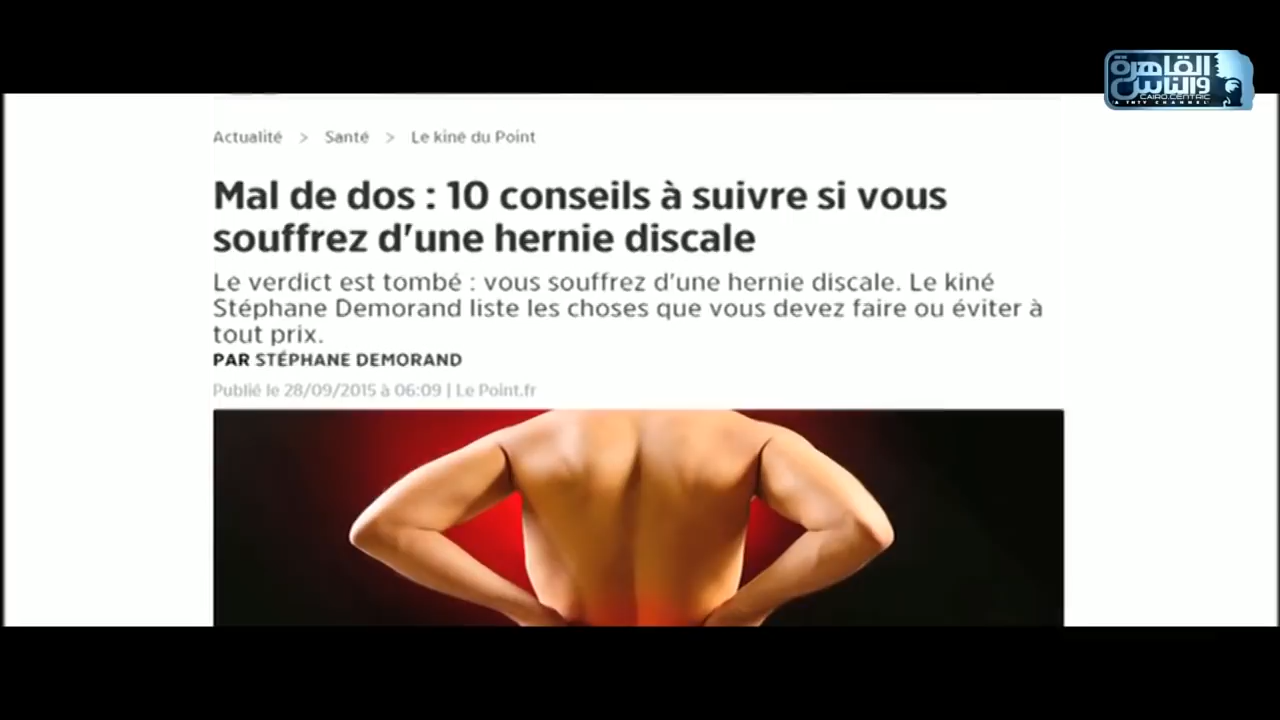 القاهرة
والناس
CAIRO.CENTRIC
A TNTV CHANNEL
Actualité > Santé > Le kiné du Point
Mal de dos : 10 conseils à suivre si vous
souffrez d'une hernie discale
Le verdict est tombé : vous souffrez d'une hernie discale. Le kiné
Stéphane Demorand liste les choses que vous devez faire ou éviter à
tout prix.
PAR STÉPHANE DEMORAND
Publié le 28/09/2015 à 06:09 | Le Point.fr